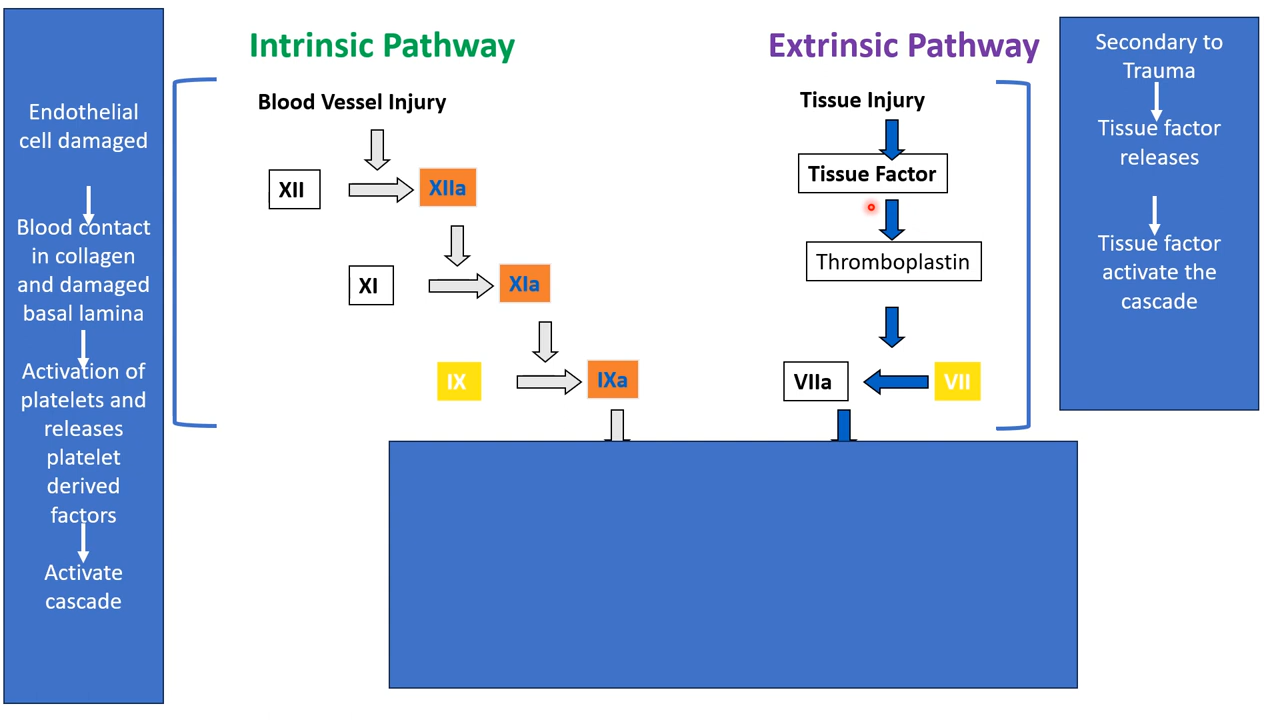 Intrinsic Pathway
Extrinsic Pathway
Endothelial
cell damaged
Blood contact
in collagen
and damaged
basal lamina
Activation of
platelets and
releases
platelet
derived
factors
Activate
cascade
Blood Vessel Injury
XII
XIIa
XI
XIa
IX
IXa
Tissue Injury
Tissue Factor
Thromboplastin
VIIa
VII
Secondary to
Trauma
Tissue factor
releases
Tissue factor
activate the
cascade